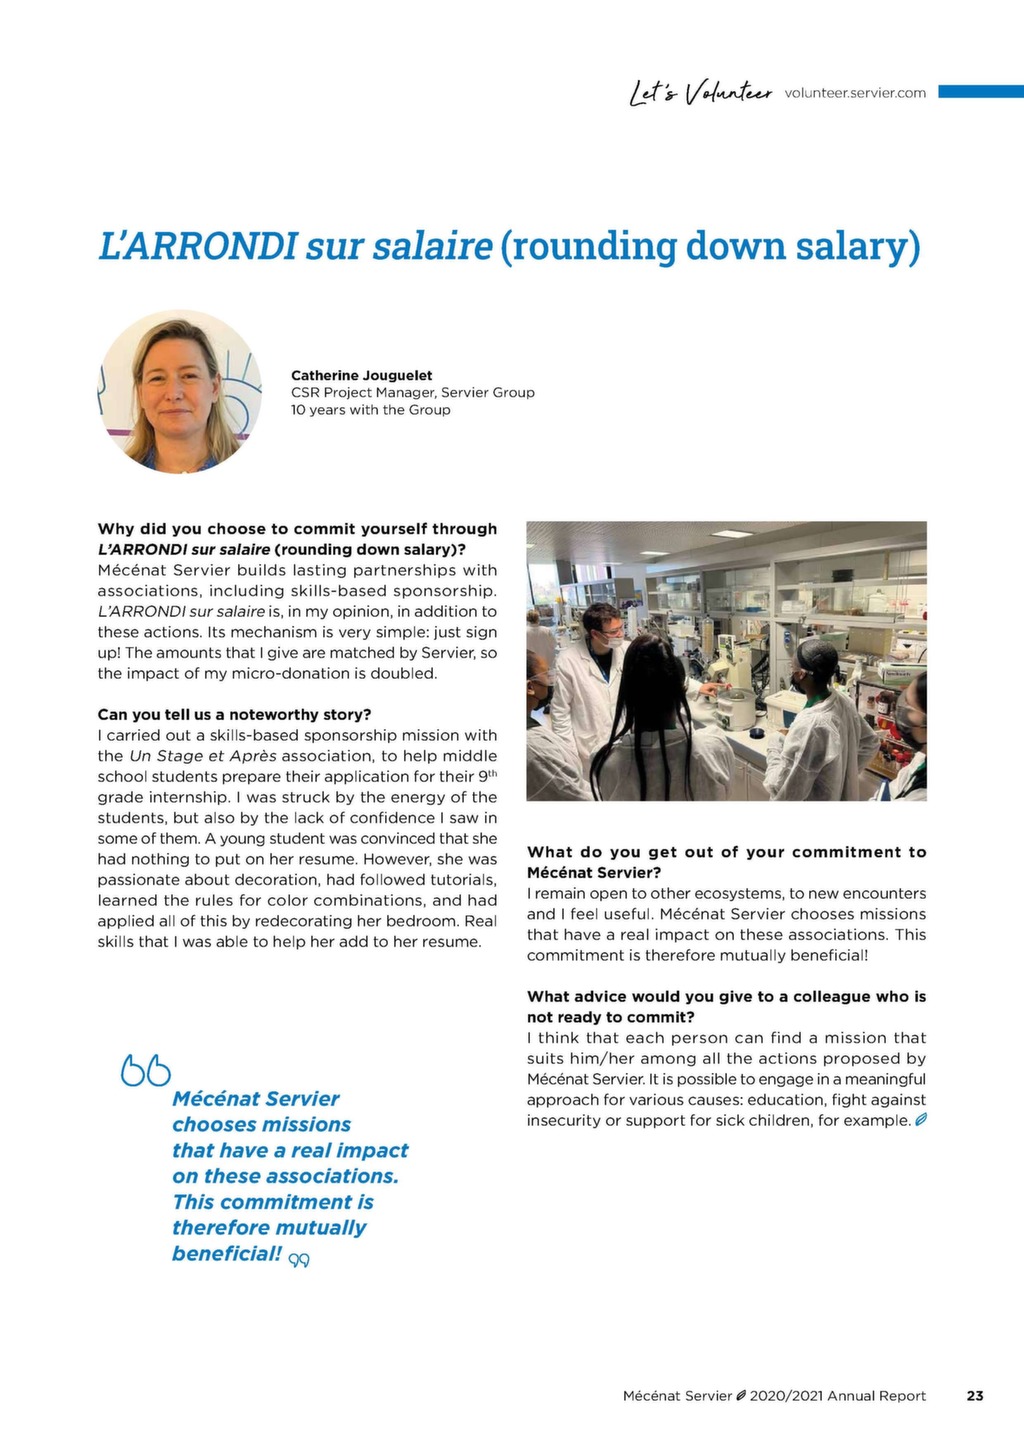 Let's Volunteer volunteer.servier.com
L'ARRONDI sur salaire (rounding down salary)
Catherine Jouguelet
CSR Project Manager, Servier Group
10 years with the Group
Why did you choose to commit yourself through
L'ARRONDI sur salaire (rounding down salary)?
Mécénat Servier builds lasting partnerships with
associations, including skills-based sponsorship.
L'ARRONDI sur salaire is, in my opinion, in addition to
these actions. Its mechanism is very simple: just sign
up! The amounts that I give are matched by Servier, so
the impact of my micro-donation is doubled.
Can you tell us a noteworthy story?
I carried out a skills-based sponsorship mission with
the Un Stage et Après association, to help middle
school students prepare their application for their 9th
grade internship. I was struck by the energy of the
students, but also by the lack of confidence I saw in
some of them. A young student was convinced that she
had nothing to put on her resume. However, she was
passionate about decoration, had followed tutorials,
learned the rules for color combinations, and had
applied all of this by redecorating her bedroom. Real
skills that I was able to help her add to her resume.
Mécénat Servier
chooses missions
that have a real impact
on these associations.
This commitment is
therefore mutually
beneficial!
What do you get out of your commitment to
Mécénat Servier?
I remain open to other ecosystems, to new encounters
and I feel useful. Mécénat Servier chooses missions
that have a real impact on these associations. This
commitment is therefore mutually beneficial!
What advice would you give to a colleague who is
not ready to commit?
I think that each person can find a mission that
suits him/her among all the actions proposed by
Mécénat Servier. It is possible to engage in a meaningful
approach for various causes: education, fight against
insecurity or support for sick children, for example.
Mécénat Servier 2020/2021 Annual Report 23